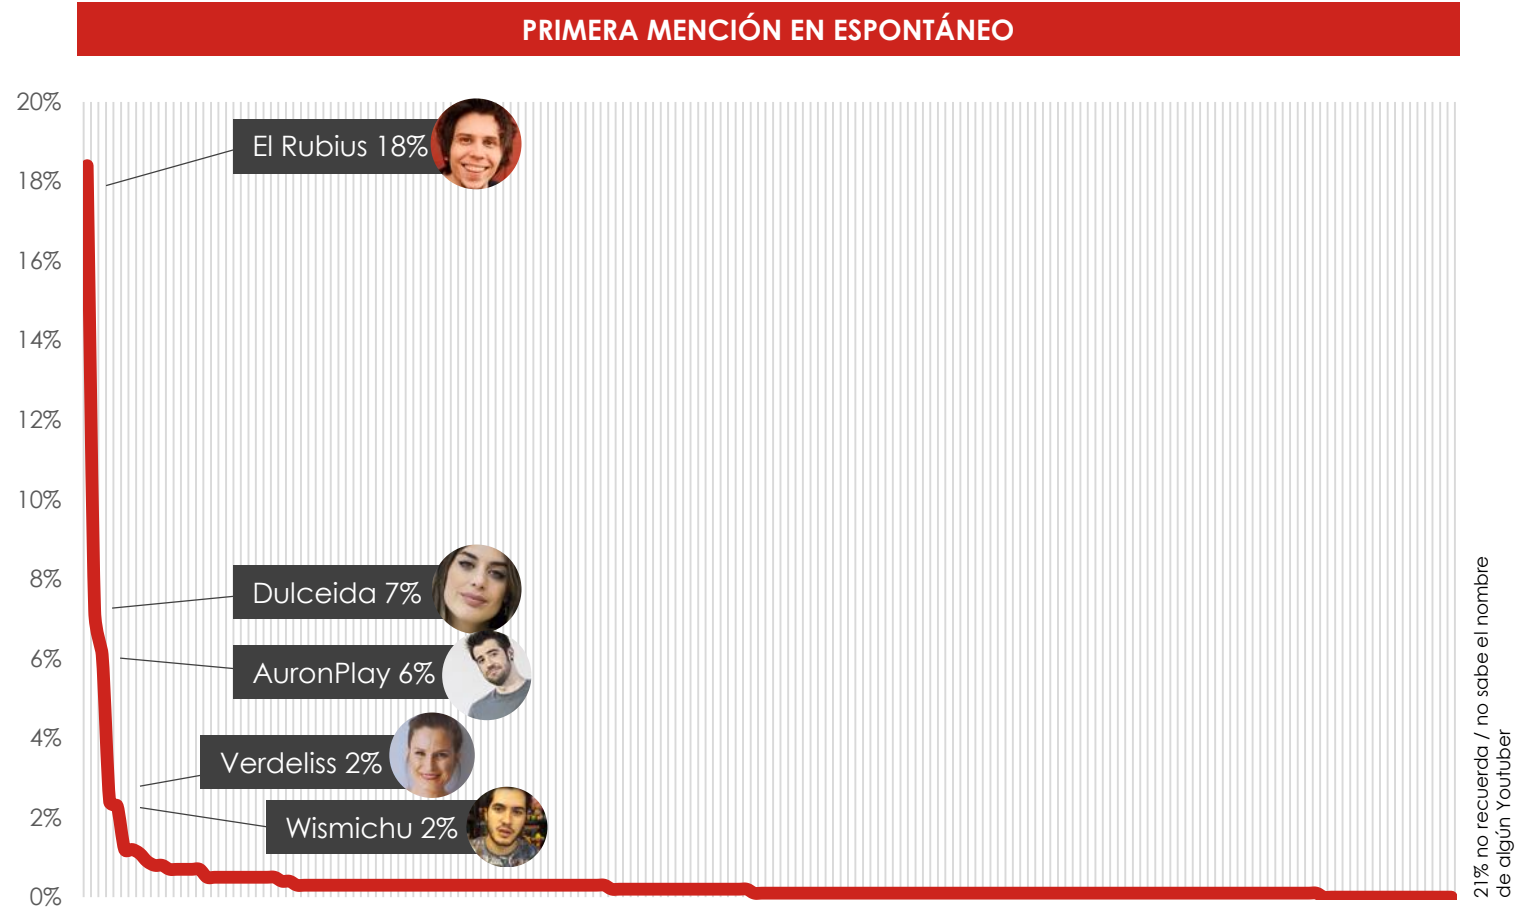 PRIMERA MENCIÓN EN ESPONTÁNEO
20%
18%
16%
14%
12%
10%
8%
6%
4%
2%
0%
El Rubius 18%
Dulceida 7%
AuronPlay 6%
Verdeliss 2%
Wismichu 2%
21% no recuerda / no sabe el nombre
de algún Youtuber